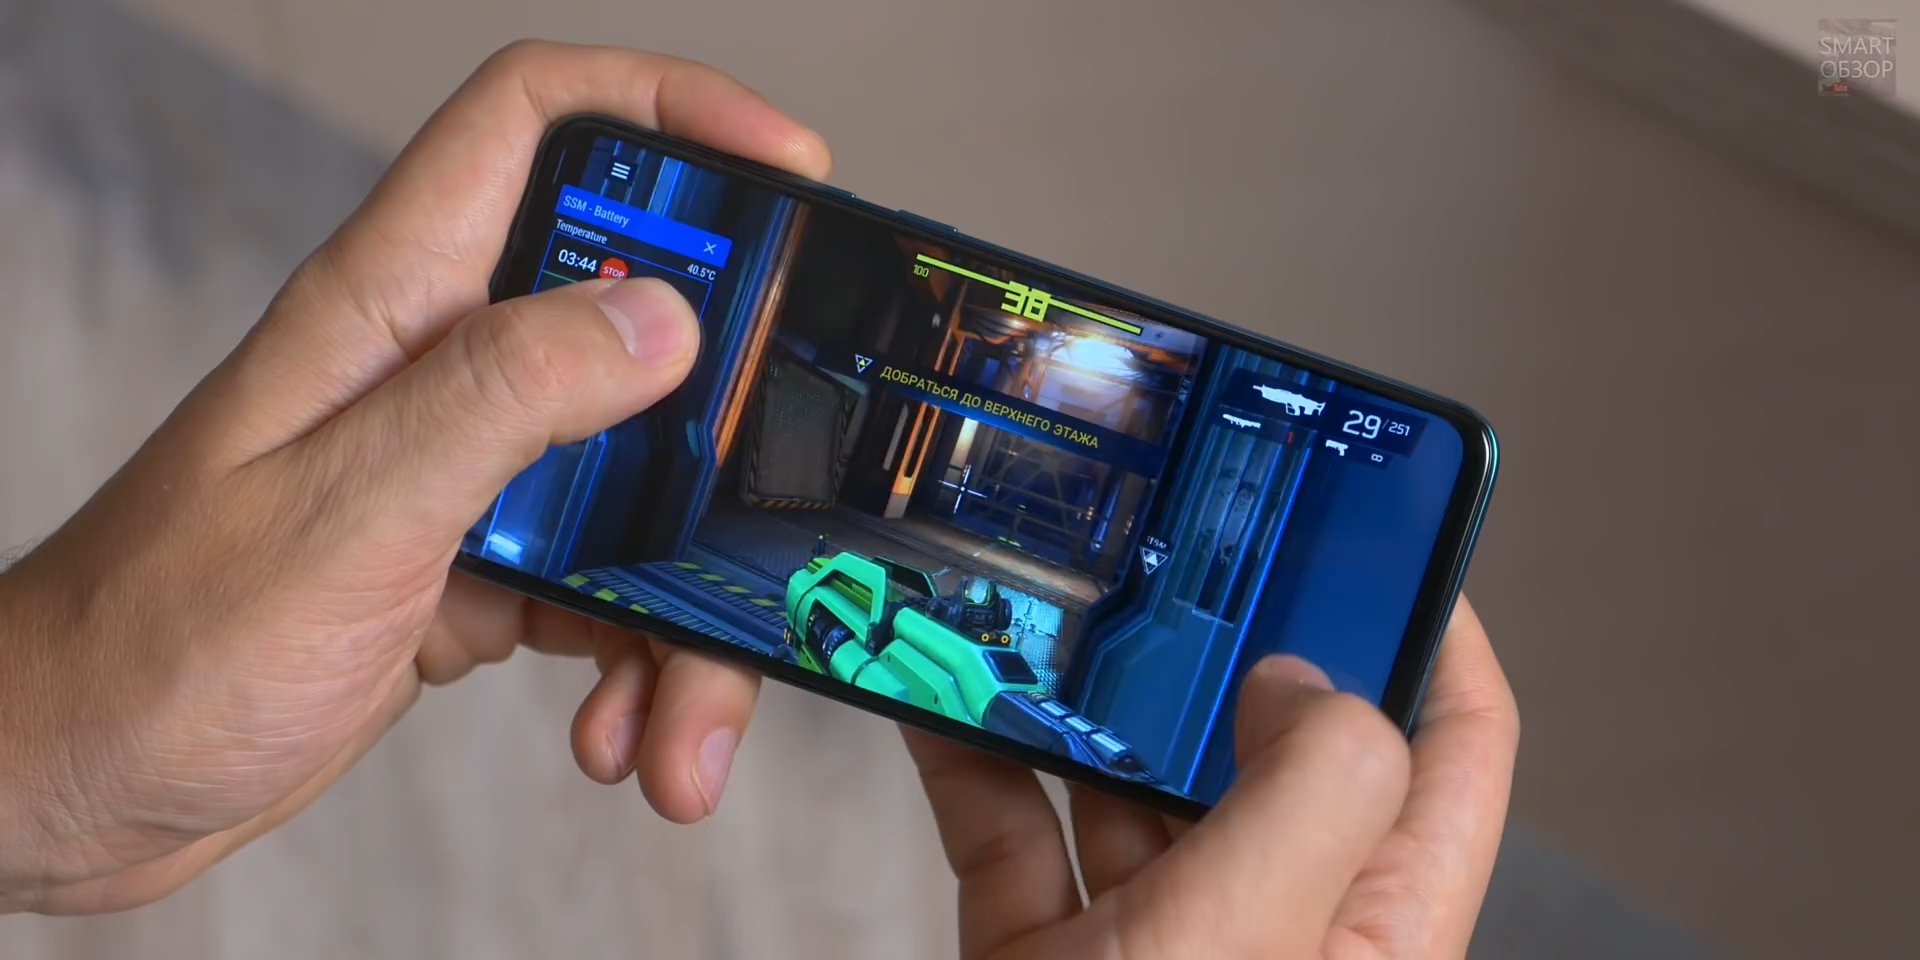 SMART
ОБЗОР
SSM - Battery
Temperature
40.5°C
03:44
STOP
100
38
ДОБРАТЬСЯ ДО ВЕРХНЕГО ЭТАЖА
29/251
∞